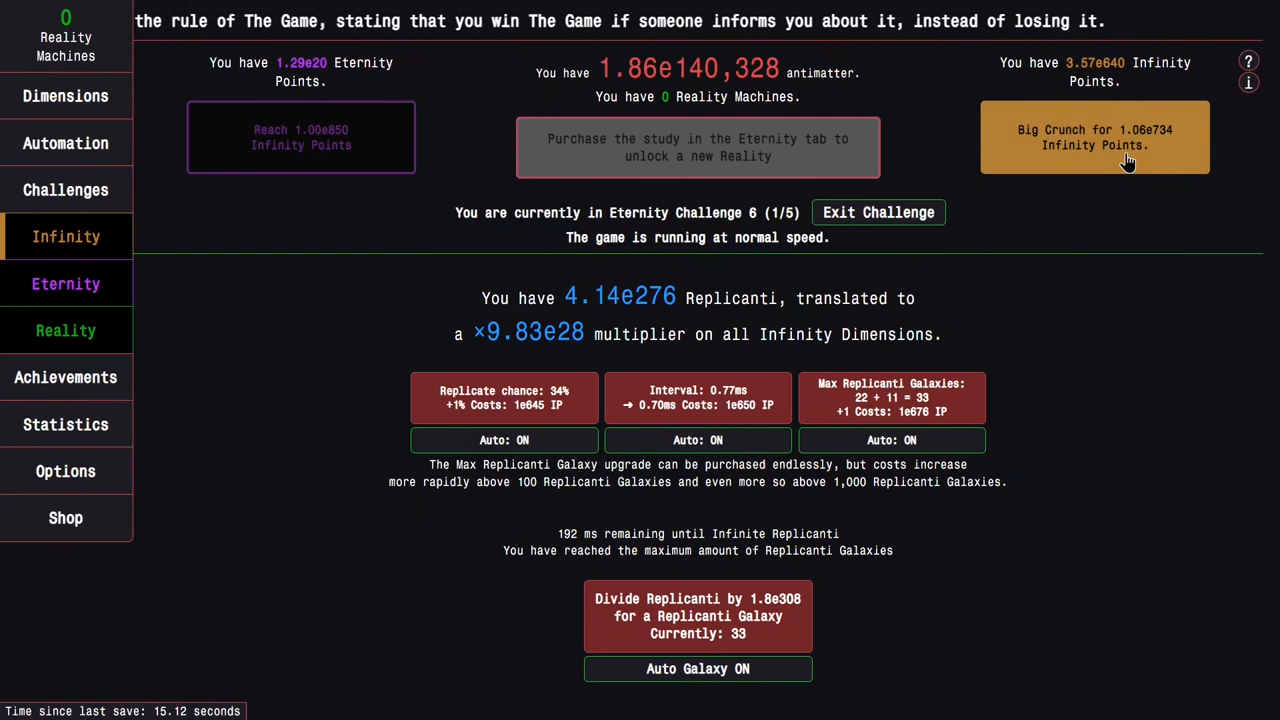 0
Reality
Machines
the rule of The Game, stating that you win The Game if someone informs you about it, instead of losing it.
You have 1.29e20 Eternity
Points.
Reach 1.00e850
Infinity Points
You have 1.86e140,328 antimatter.
You have 0 Reality Machines.
Purchase the study in the Eternity tab to
unlock a new Reality
You have 3.57e640 Infinity
Points.
Big Crunch for 1.06e734
Infinity Points.
?
i
You are currently in Eternity Challenge 6 (1/5)
Exit Challenge
The game is running at normal speed.
Dimensions
Automation
Challenges
Infinity
Eternity
Reality
Achievements
Statistics
Options
Shop
You have 4.14e276 Replicanti, translated to
a ×9.83e28 multiplier on all Infinity Dimensions.
Replicate chance: 34%
+1% Costs: 1e645 IP
Auto: ON
Interval: 0.77ms
→ 0.70ms Costs: 1e650 IP
Auto: ON
Max Replicanti Galaxies:
22 + 11 = 33
+1 Costs: 1e676 IP
Auto: ON
The Max Replicanti Galaxy upgrade can be purchased endlessly, but costs increase
more rapidly above 100 Replicanti Galaxies and even more so above 1,000 Replicanti Galaxies.
192 ms remaining until Infinite Replicanti
You have reached the maximum amount of Replicanti Galaxies
Divide Replicanti by 1.8e308
for a Replicanti Galaxy
Currently: 33
Auto Galaxy ON
Time since last save: 15.12 seconds